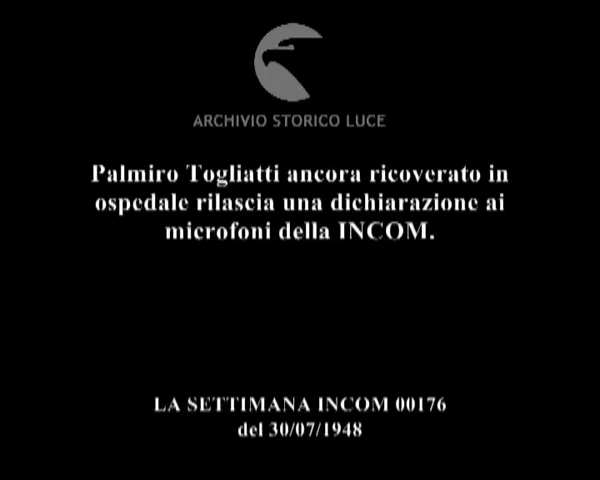 ARCHIVIO STORICO LUCE
Palmiro Togliatti ancora ricoverato in
ospedale rilascia una dichiarazione ai
microfoni della INCOM.
LA SETTIMANA INCOM 00176
del 30/07/1948